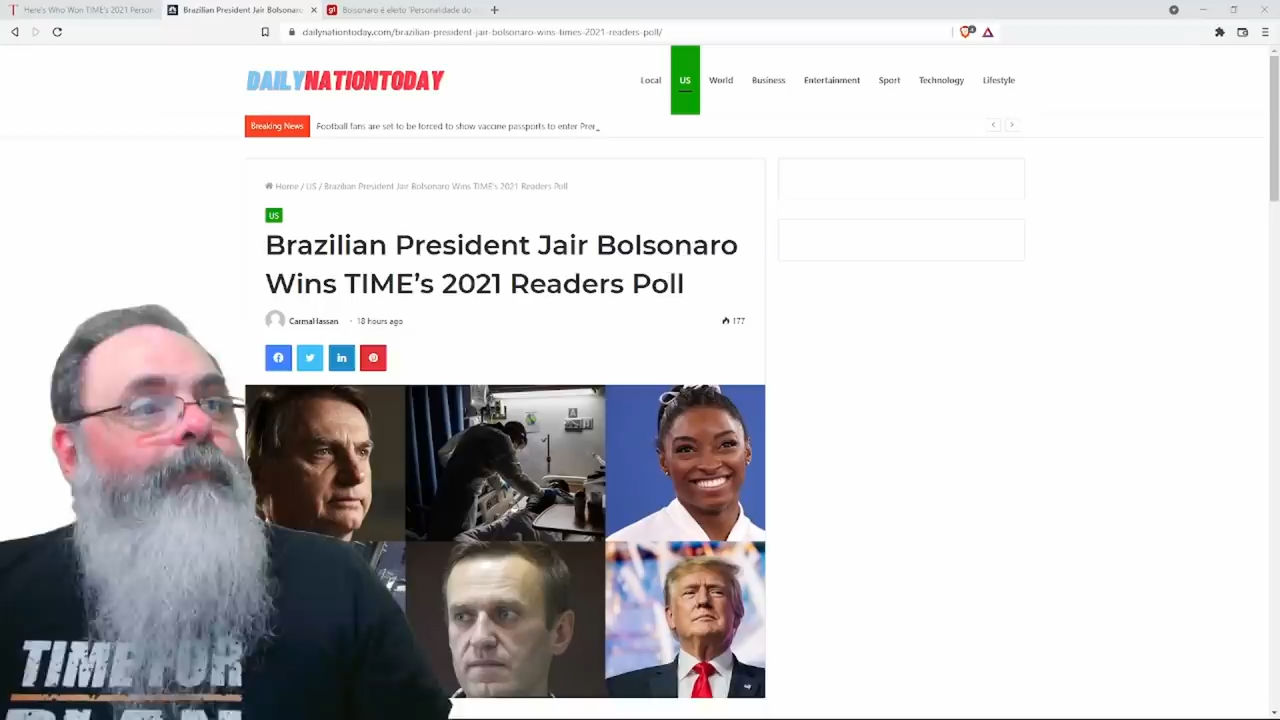 Here's Who Won TIME's 2021 Person
Brazilian President Jair Bolsonaro
Bolsonaro é eleito 'Personalidade do
dailynationtoday.com/brazilian-president-jair-bolsonaro-wins-times-2021-readers-poll/
DAILYNATIONTODAY
Local US World Business Entertainment Sport Technology Lifestyle
Breaking News Football fans are set to be forced to show vaccine passports to enter Prer_
Home / US / Brazilian President Jair Bolsonaro Wins TIME's 2021 Readers Poll
US
Brazilian President Jair Bolsonaro
Wins TIME's 2021 Readers Poll
CarmaHassan 18 hours ago 177
TIME FOR
PLAN